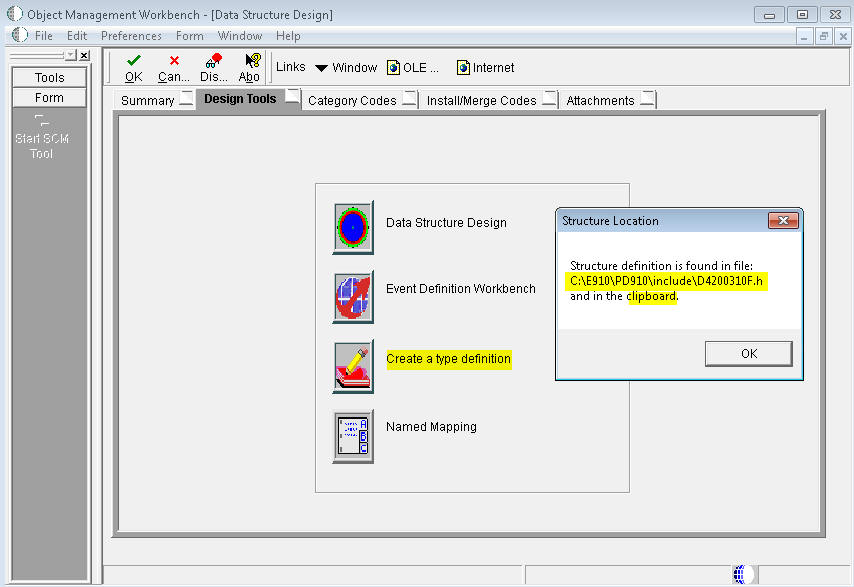 Object Management Workbench - [Data Structure Design]
File Edit Preferences Form Window Help
Tools
Form
Start SCM
Tool
OK Can... Dis... Abo
Links Window OLE ... Internet
Summary Design Tools Category Codes Install/Merge Codes Attachments
Data Structure Design
Event Definition Workbench
Create a type definition
Named Mapping
Structure Location
Structure definition is found in file:
C:\E910\PD910\include\D4200310F.h
and in the clipboard.
OK